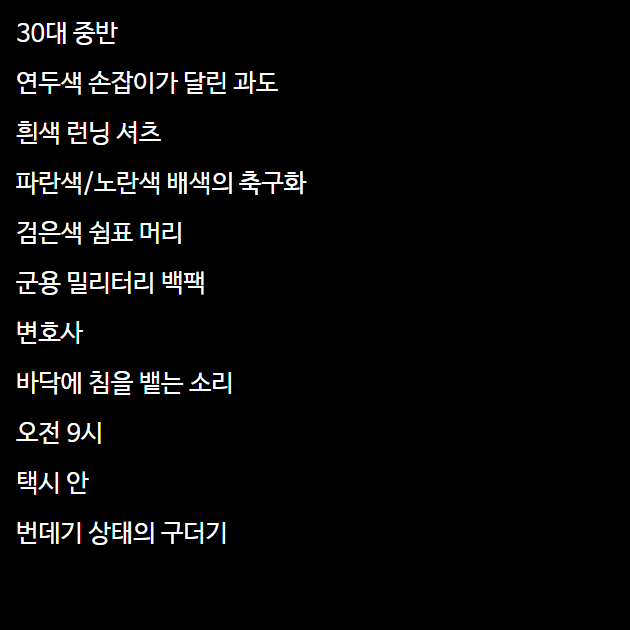 30대 중반
연두색 손잡이가 달린 과도
흰색 런닝 셔츠
파란색/노란색 배색의 축구화
검은색 쉼표 머리
군용 밀리터리 백팩
변호사
바닥에 침을 뱉는 소리
오전 9시
택시 안
번데기 상태의 구더기